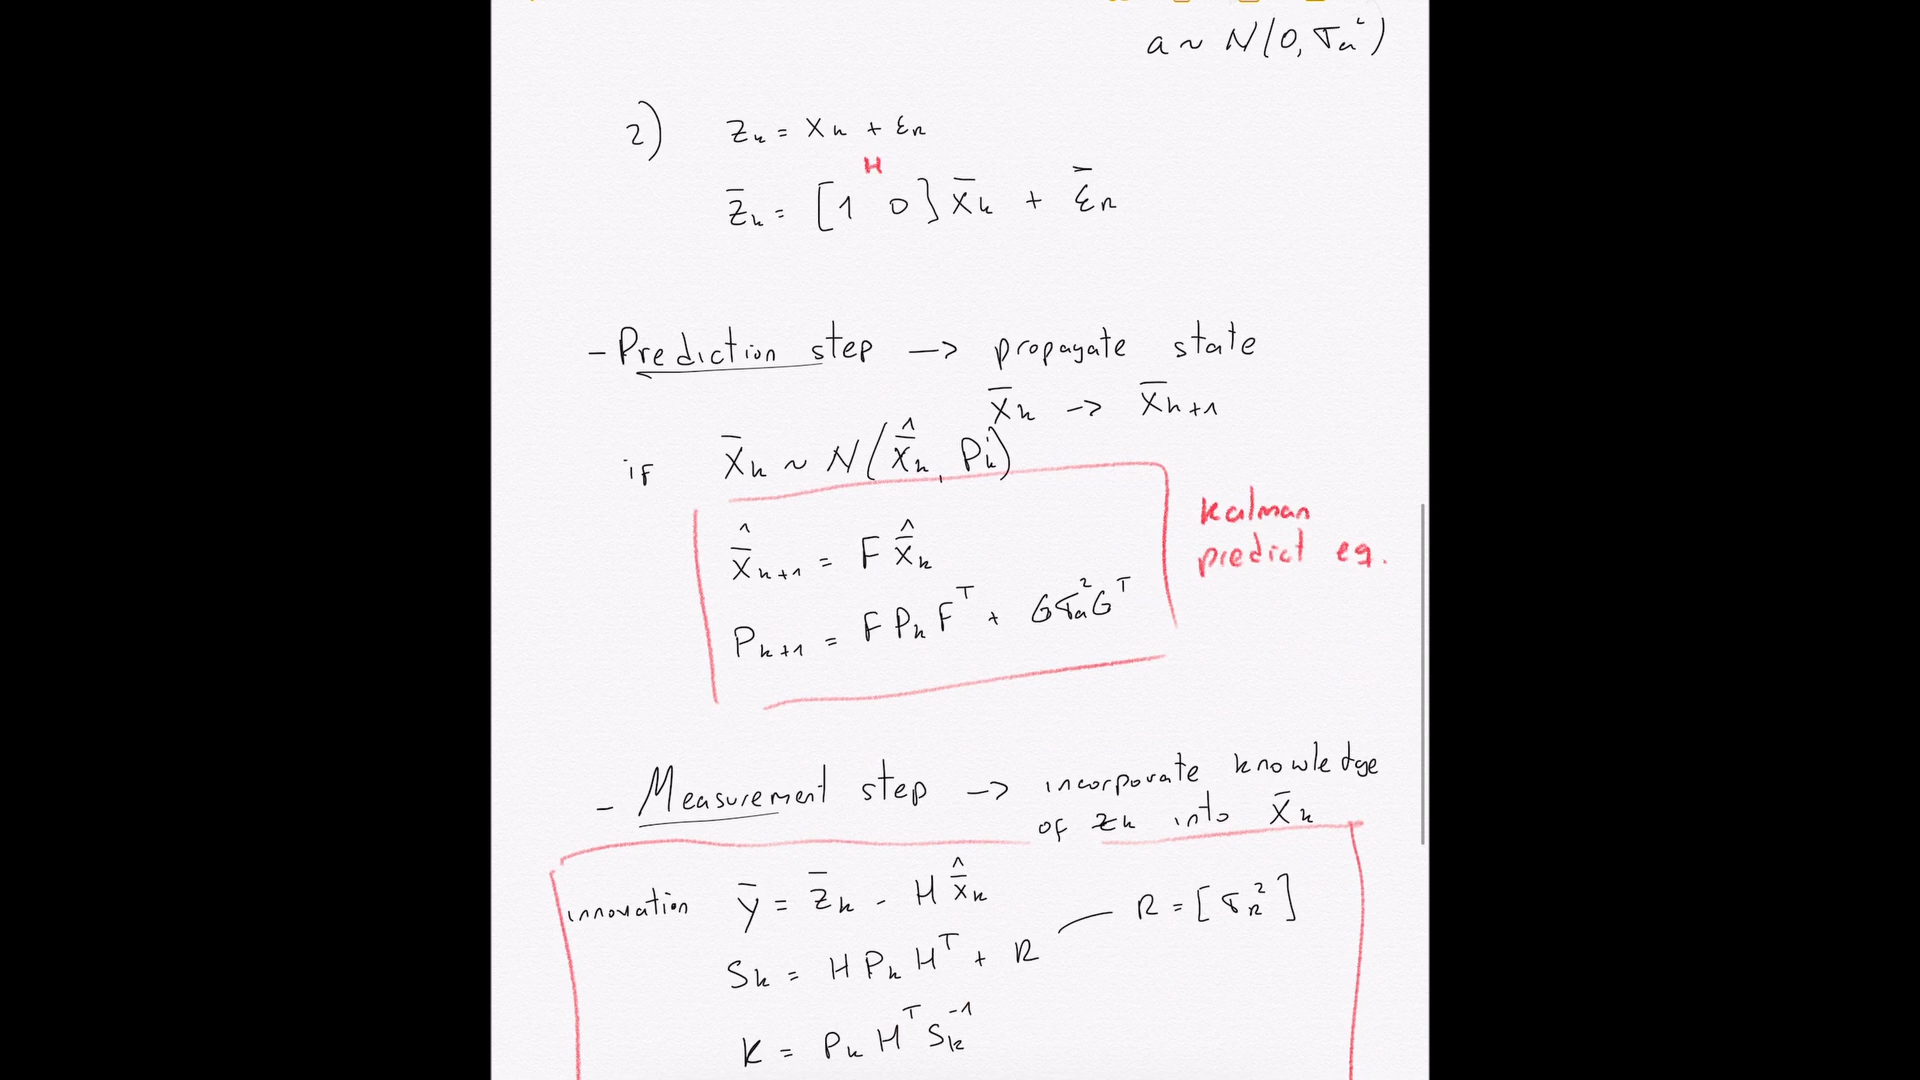 a ~ N(0, σₐ²)
2) zₖ = xₖ + εₙ
H
z̄ₖ = [1 0] x̄ₖ + ε̄ₙ
- Prediction step -> propagate state
x̄ₖ -> x̄ₖ₊₁
if x̄ₖ ~ N(x̄̂ₖ, Pₖ)
x̄̂ₖ₊₁ = F x̄̂ₖ
Kalman
predict eq.
Pₖ₊₁ = F Pₖ Fᵀ + G σₐ² Gᵀ
- Measurement step -> incorporate knowledge
of zₖ into x̄ₖ
innovation ȳ = z̄ₖ - H x̄̂ₖ
R = [σ_R²]
Sₖ = H Pₖ Hᵀ + R
K = Pₖ Hᵀ Sₖ⁻¹